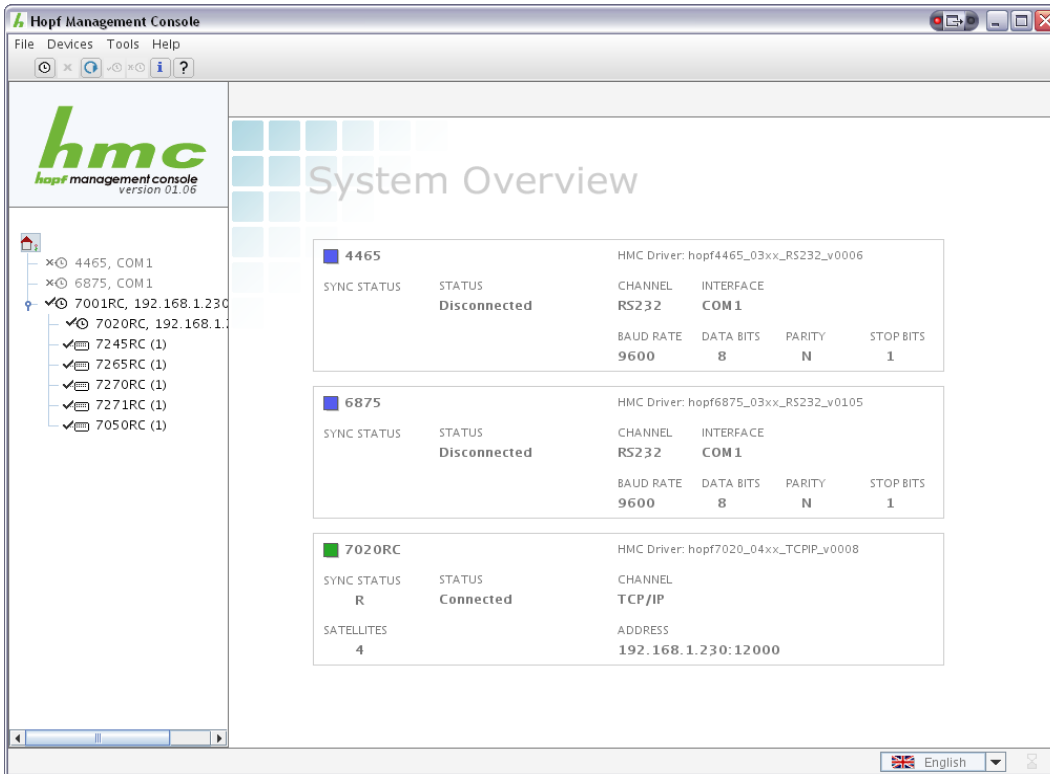 Hopf Management Console
File Devices Tools Help
hmc
hopf management console
version 01.06
System Overview
4465, COM1
6875, COM1
7001RC, 192.168.1.230
7020RC, 192.168.1.
7245RC (1)
7265RC (1)
7270RC (1)
7271RC (1)
7050RC (1)
4465 HMC Driver: hopf4465_03xx_RS232_v0006
SYNC STATUS STATUS CHANNEL INTERFACE
Disconnected RS232 COM1
BAUD RATE DATA BITS PARITY STOP BITS
9600 8 N 1
6875 HMC Driver: hopf6875_03xx_RS232_v0105
SYNC STATUS STATUS CHANNEL INTERFACE
Disconnected RS232 COM1
BAUD RATE DATA BITS PARITY STOP BITS
9600 8 N 1
7020RC HMC Driver: hopf7020_04xx_TCPIP_v0008
SYNC STATUS STATUS CHANNEL
R Connected TCP/IP
SATELLITES ADDRESS
4 192.168.1.230:12000
English